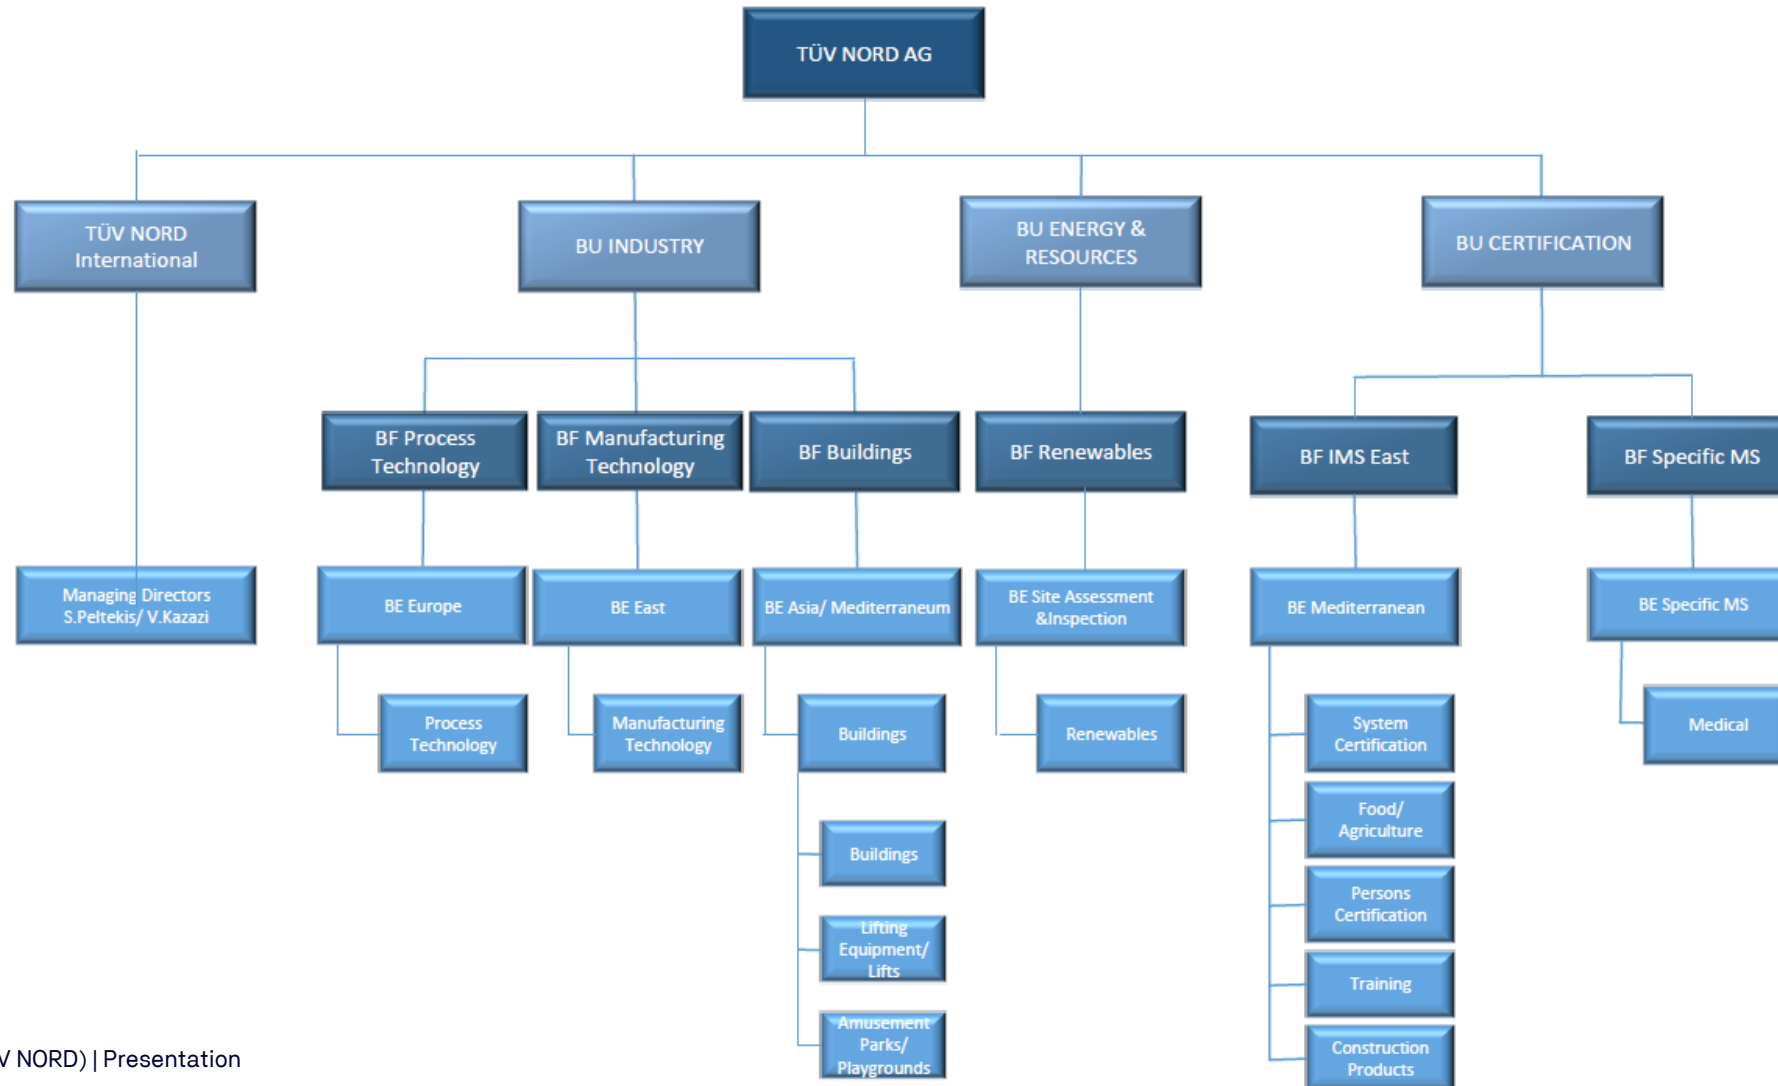 TÜV NORD AG
TÜV NORD
International
BU INDUSTRY
BU ENERGY &
RESOURCES
BU CERTIFICATION
BF Process
Technology
BF Manufacturing
Technology
BF Buildings
BF Renewables
BF IMS East
BF Specific MS
Managing Directors
S.Peltekis/ V.Kazazi
BE Europe
BE East
BE Asia/ Mediterraneum
BE Site Assessment
&Inspection
BE Mediterranean
BE Specific MS
Process
Technology
Manufacturing
Technology
Buildings
Renewables
System
Certification
Medical
Food/
Agriculture
Buildings
Persons
Certification
Lifting
Equipment/
Lifts
Training
Amusement
Parks/
Playgrounds
Construction
Products
V NORD) | Presentation